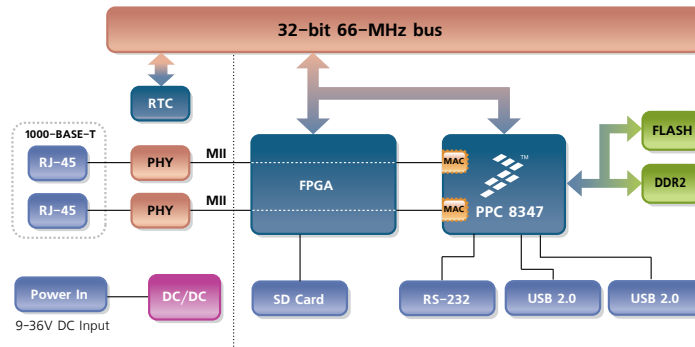 32-bit 66-MHz bus
RTC
1000-BASE-T
RJ-45
PHY
MII
FPGA
MAC
TM
PPC 8347
FLASH
DDR2
RJ-45
PHY
MII
MAC
Power In
DC/DC
SD Card
RS-232
USB 2.0
USB 2.0
9-36V DC Input